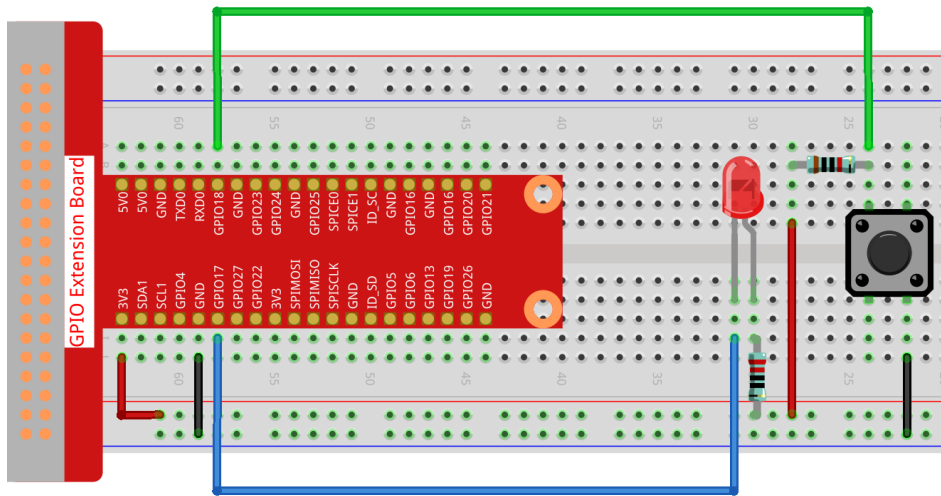 GPIO Extension Board
60 55 50 45 40 35 30 25
A
B
5V0
5V0
GND
TXD0
RXD0
GPIO18
GND
GPIO23
GPIO24
GND
GPIO25
SPICE0
SPICE1
ID_SC
GND
GPIO16
GND
GPIO16
GPIO20
GPIO21
3V3
SDA1
SCL1
GPIO4
GND
GPIO17
GPIO27
GPIO22
3V3
SPIMOSI
SPIMISO
SPISCLK
GND
ID_SD
GPIO5
GPIO6
GPIO13
GPIO19
GPIO26
GND
60 55 50 45 40 35 25